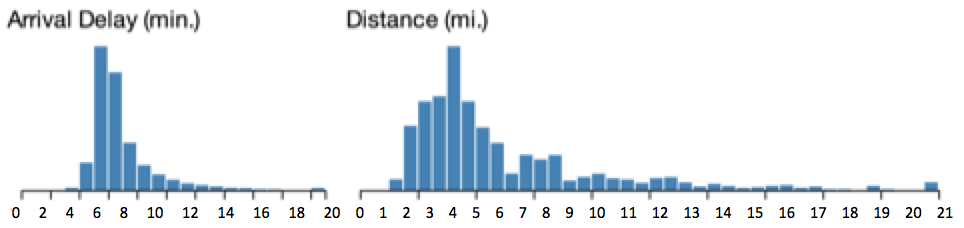 Arrival Delay (min.)
Distance (mi.)
0 2 4 6 8 10 12 14 16 18 20
0 1 2 3 4 5 6 7 8 9 10 11 12 13 14 15 16 17 18 19 20 21